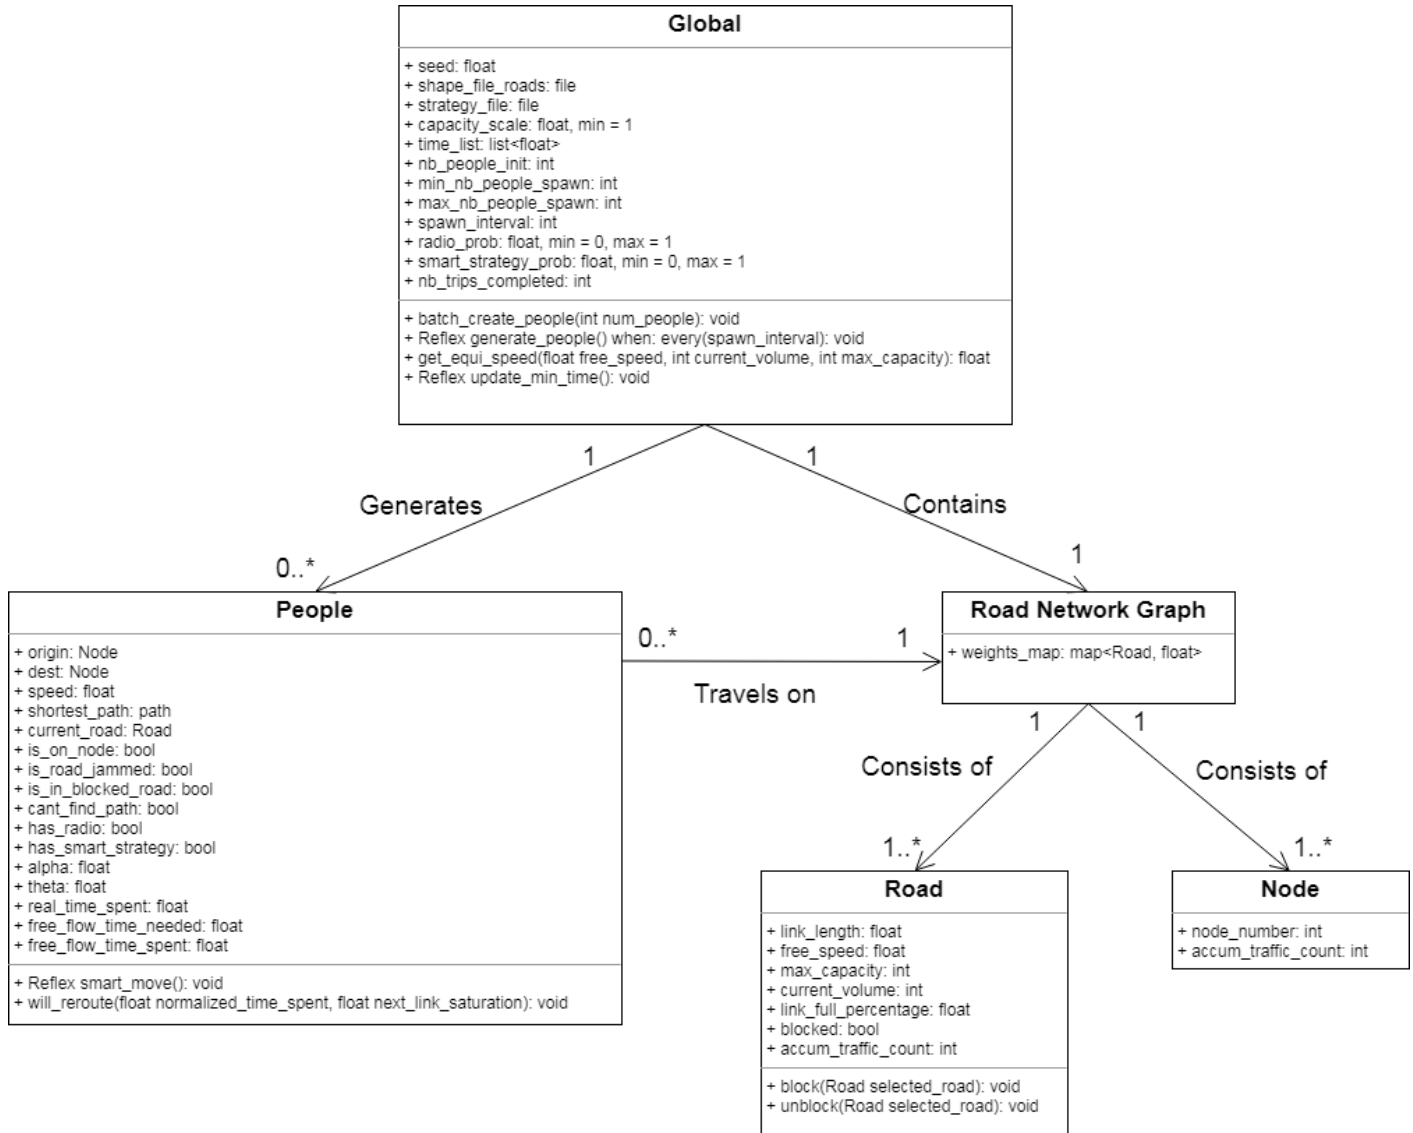 Global
+ seed: float
+ shape_file_roads: file
+ strategy_file: file
+ capacity_scale: float, min = 1
+ time_list: list<float>
+ nb_people_init: int
+ min_nb_people_spawn: int
+ max_nb_people_spawn: int
+ spawn_interval: int
+ radio_prob: float, min = 0, max = 1
+ smart_strategy_prob: float, min = 0, max = 1
+ nb_trips_completed: int
+ batch_create_people(int num_people): void
+ Reflex generate_people() when: every(spawn_interval): void
+ get_equi_speed(float free_speed, int current_volume, int max_capacity): float
+ Reflex update_min_time(): void
1
1
Generates
Contains
0..*
1
People
+ origin: Node
+ dest: Node
+ speed: float
+ shortest_path: path
+ current_road: Road
+ is_on_node: bool
+ is_road_jammed: bool
+ is_in_blocked_road: bool
+ cant_find_path: bool
+ has_radio: bool
+ has_smart_strategy: bool
+ alpha: float
+ theta: float
+ real_time_spent: float
+ free_flow_time_needed: float
+ free_flow_time_spent: float
+ Reflex smart_move(): void
+ will_reroute(float normalized_time_spent, float next_link_saturation): void
0..*
1
Travels on
Road Network Graph
+ weights_map: map<Road, float>
1
1
Consists of
Consists of
1..*
1..*
Road
+ link_length: float
+ free_speed: float
+ max_capacity: int
+ current_volume: int
+ link_full_percentage: float
+ blocked: bool
+ accum_traffic_count: int
+ block(Road selected_road): void
+ unblock(Road selected_road): void
Node
+ node_number: int
+ accum_traffic_count: int